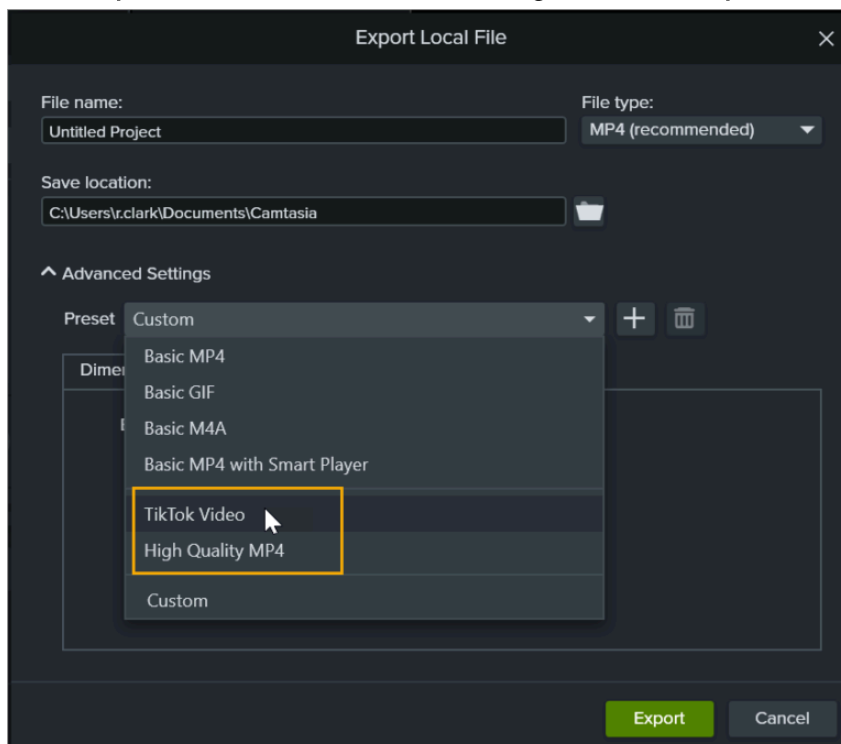 Export Local File
File name:
File type:
Untitled Project
MP4 (recommended)
Save location:
C:\Users\r.clark\Documents\Camtasia
Advanced Settings
Preset Custom
Basic MP4
Basic GIF
Basic M4A
Basic MP4 with Smart Player
TikTok Video
High Quality MP4
Custom
Export Cancel